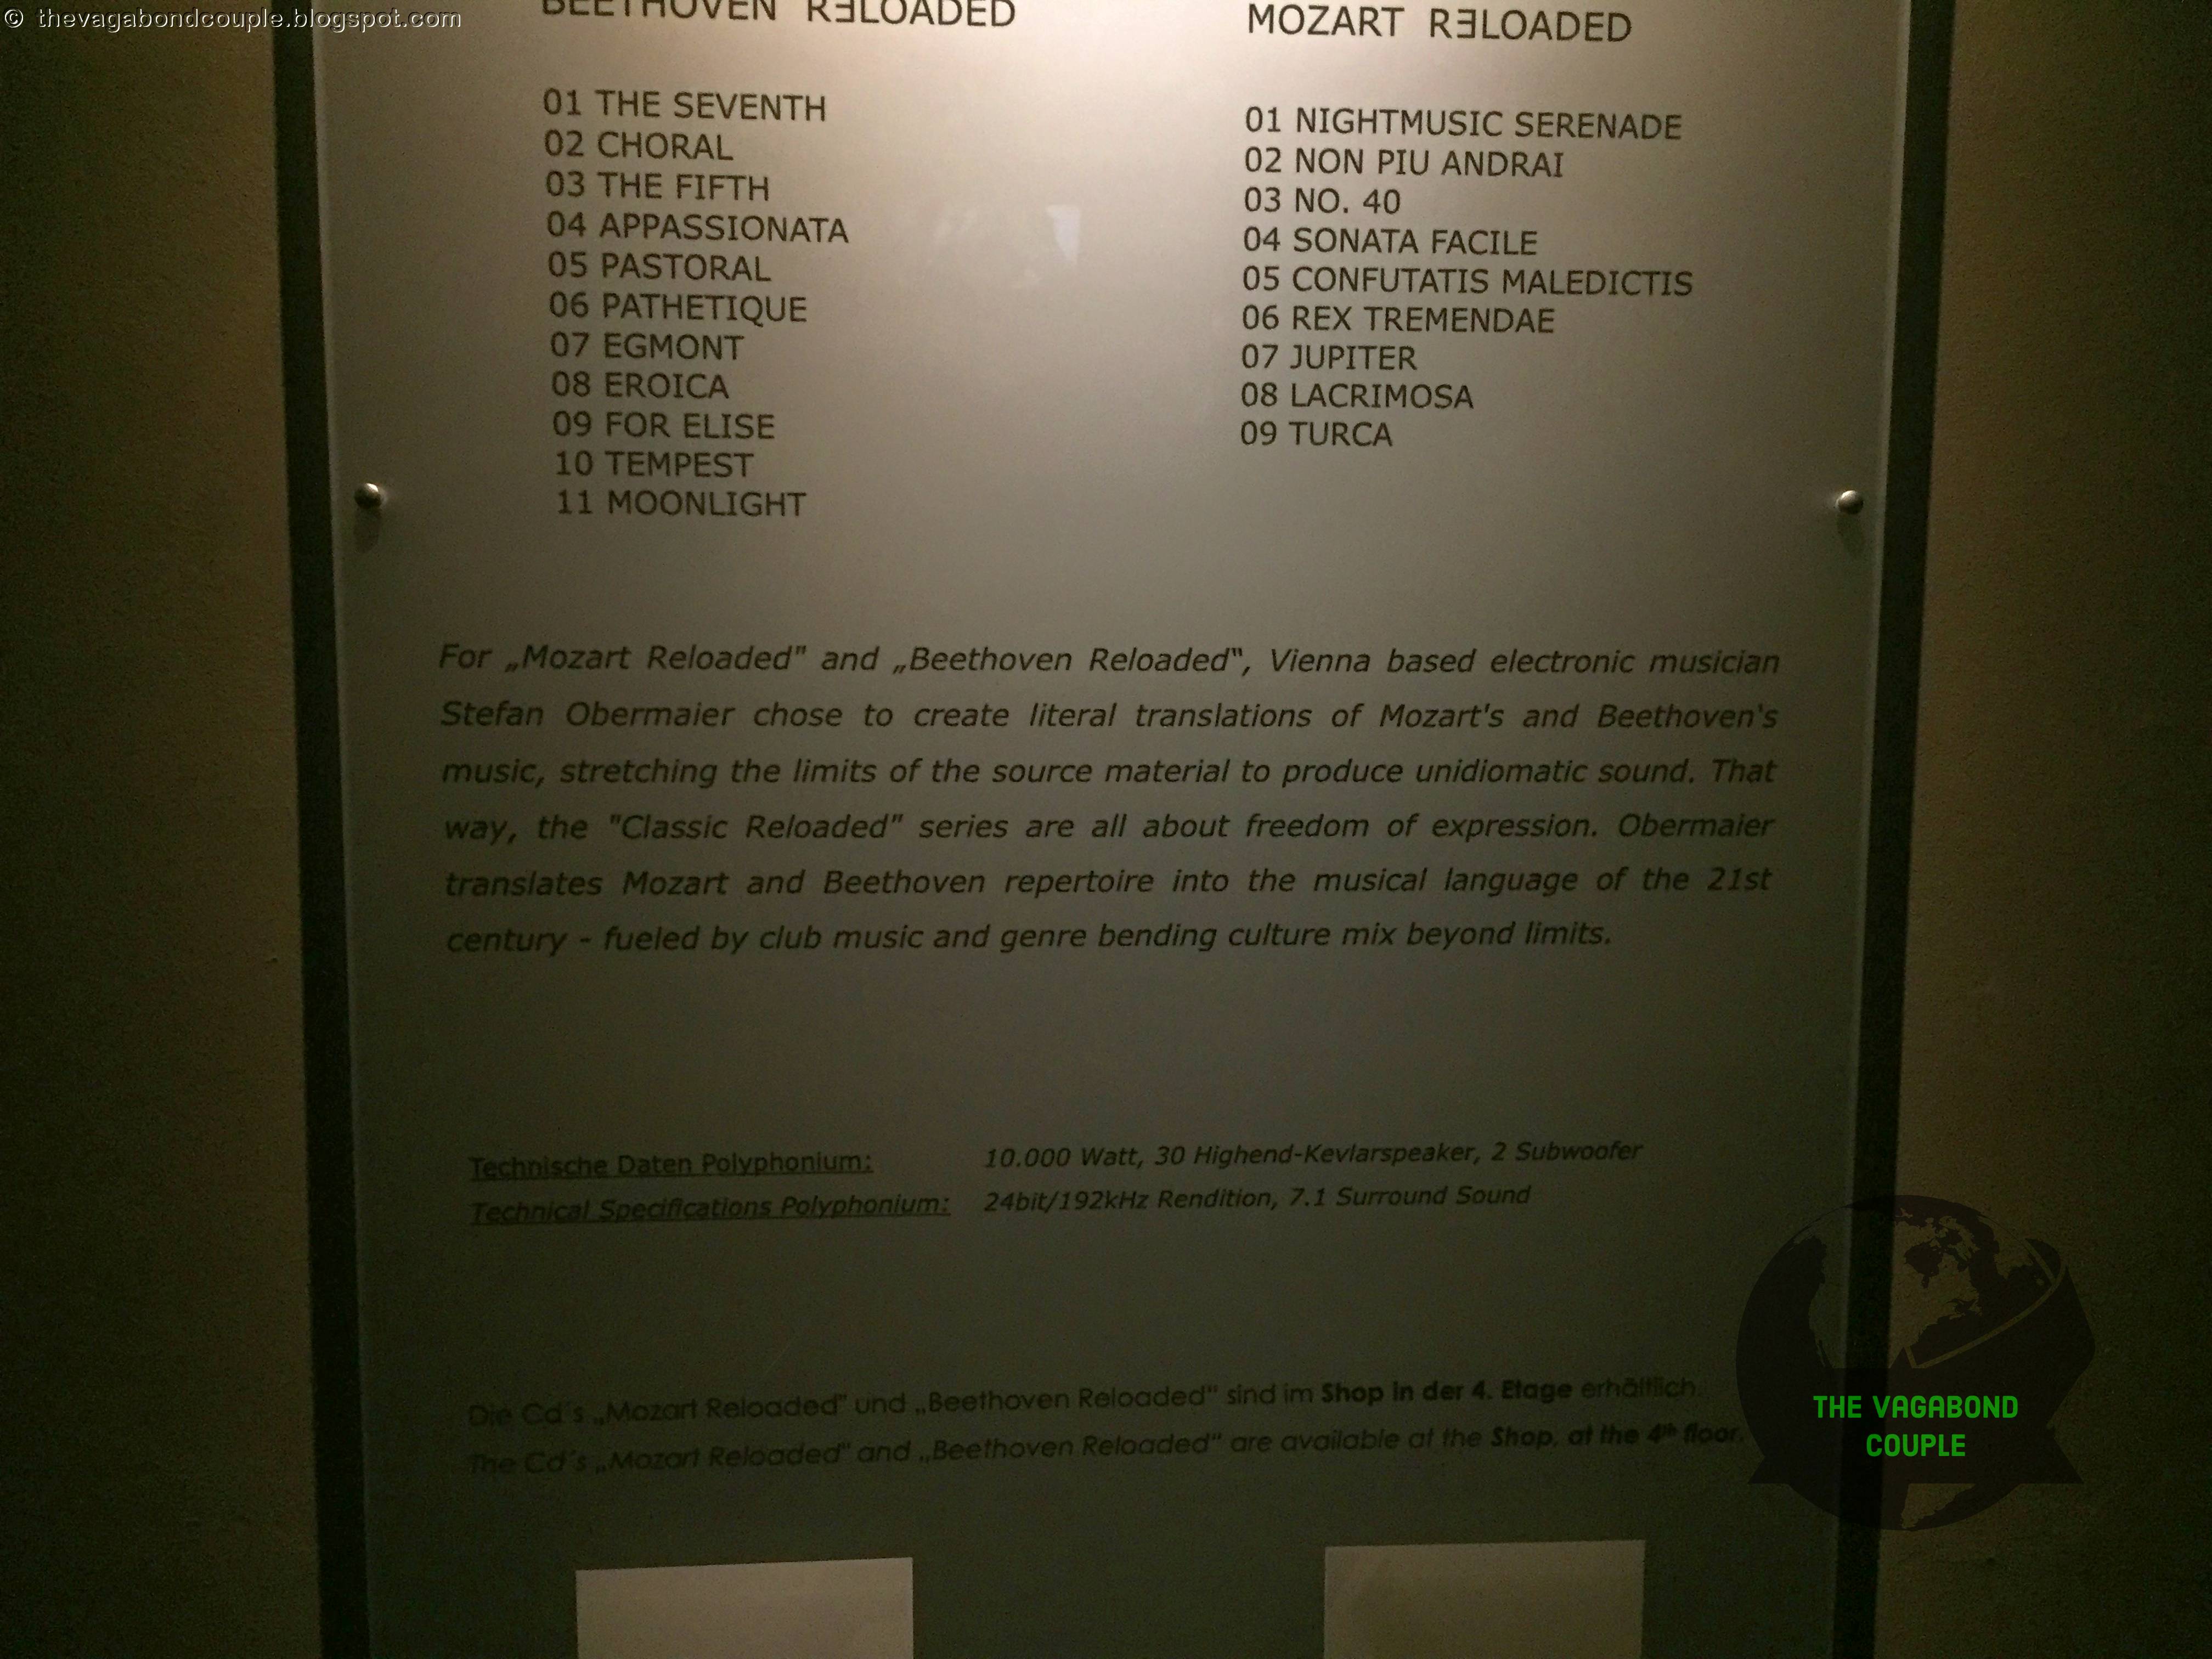 © thevagabondcouple.blogspot.com
BEETHOVEN RƎLOADED
01 THE SEVENTH
02 CHORAL
03 THE FIFTH
04 APPASSIONATA
05 PASTORAL
06 PATHETIQUE
07 EGMONT
08 EROICA
09 FOR ELISE
10 TEMPEST
11 MOONLIGHT
MOZART RƎLOADED
01 NIGHTMUSIC SERENADE
02 NON PIU ANDRAI
03 NO. 40
04 SONATA FACILE
05 CONFUTATIS MALEDICTIS
06 REX TREMENDAE
07 JUPITER
08 LACRIMOSA
09 TURCA
For „Mozart Reloaded" and „Beethoven Reloaded“, Vienna based electronic musician
Stefan Obermaier chose to create literal translations of Mozart's and Beethoven's
music, stretching the limits of the source material to produce unidiomatic sound. That
way, the "Classic Reloaded" series are all about freedom of expression. Obermaier
translates Mozart and Beethoven repertoire into the musical language of the 21st
century - fueled by club music and genre bending culture mix beyond limits.
Technische Daten Polyphonium: 10.000 Watt, 30 Highend-Kevlarspeaker, 2 Subwoofer
Technical Specifications Polyphonium: 24bit/192kHz Rendition, 7.1 Surround Sound
Die Cd´s „Mozart Reloaded“ und „Beethoven Reloaded“ sind im Shop in der 4. Etage erhältlich.
The Cd´s „Mozart Reloaded“ and „Beethoven Reloaded“ are available at the Shop, at the 4th floor.
THE VAGABOND
COUPLE